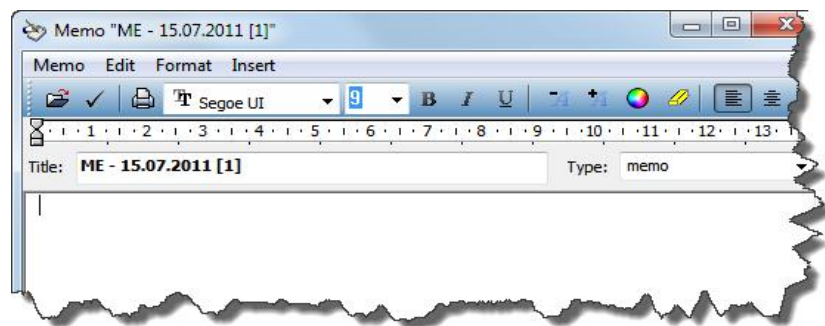 Memo "ME - 15.07.2011 [1]"
Memo Edit Format Insert
Segoe UI 9 B I U
1 2 3 4 5 6 7 8 9 10 11 12 13
Title: ME - 15.07.2011 [1] Type: memo